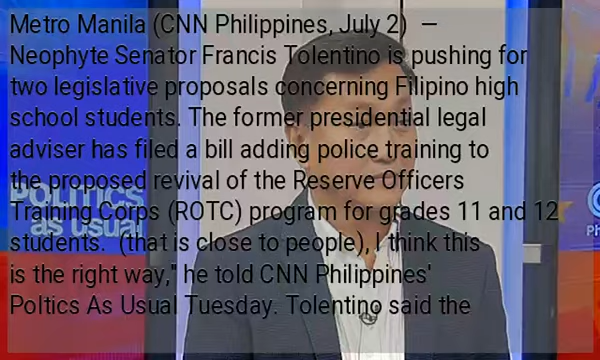 Metro Manila (CNN Philippines, July 2)  —
Neophyte Senator Francis Tolentino is pushing for
two legislative proposals concerning Filipino high
school students. The former presidential legal
adviser has filed a bill adding police training to
the proposed revival of the Reserve Officers
Training Corps (ROTC) program for grades 11 and 12
students.  (that is close to people), I think this
is the right way," he told CNN Philippines'
Poltics As Usual Tuesday. Tolentino said the
POLITICS
as usual